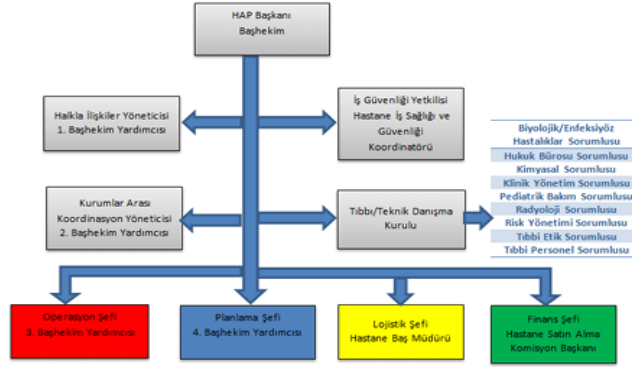 HAP Başkanı
Başhekim
Halkla İlişkiler Yöneticisi
1. Başhekim Yardımcısı
İş Güvenliği Yetkilisi
Hastane İş Sağlığı ve
Güvenliği
Koordinatörü
Kurumlar Arası
Koordinasyon Yöneticisi
2. Başhekim Yardımcısı
Tıbbı/Teknik Danışma
Kurulu
Biyolojik/Enfeksiyöz
Hastalıklar Sorumlusu
Hukuk Bürosu Sorumlusu
Kimyasal Sorumlusu
Klinik Yönetim Sorumlusu
Pediatrik Bakım Sorumlusu
Radyoloji Sorumlusu
Risk Yönetimi Sorumlusu
Tıbbi Etik Sorumlusu
Tıbbi Personel Sorumlusu
Operasyon Şefi
3. Başhekim Yardımcısı
Planlama Şefi
4. Başhekim Yardımcısı
Lojistik Şefi
Hastane Baş Müdürü
Finans Şefi
Hastane Satın Alma
Komisyon Başkanı